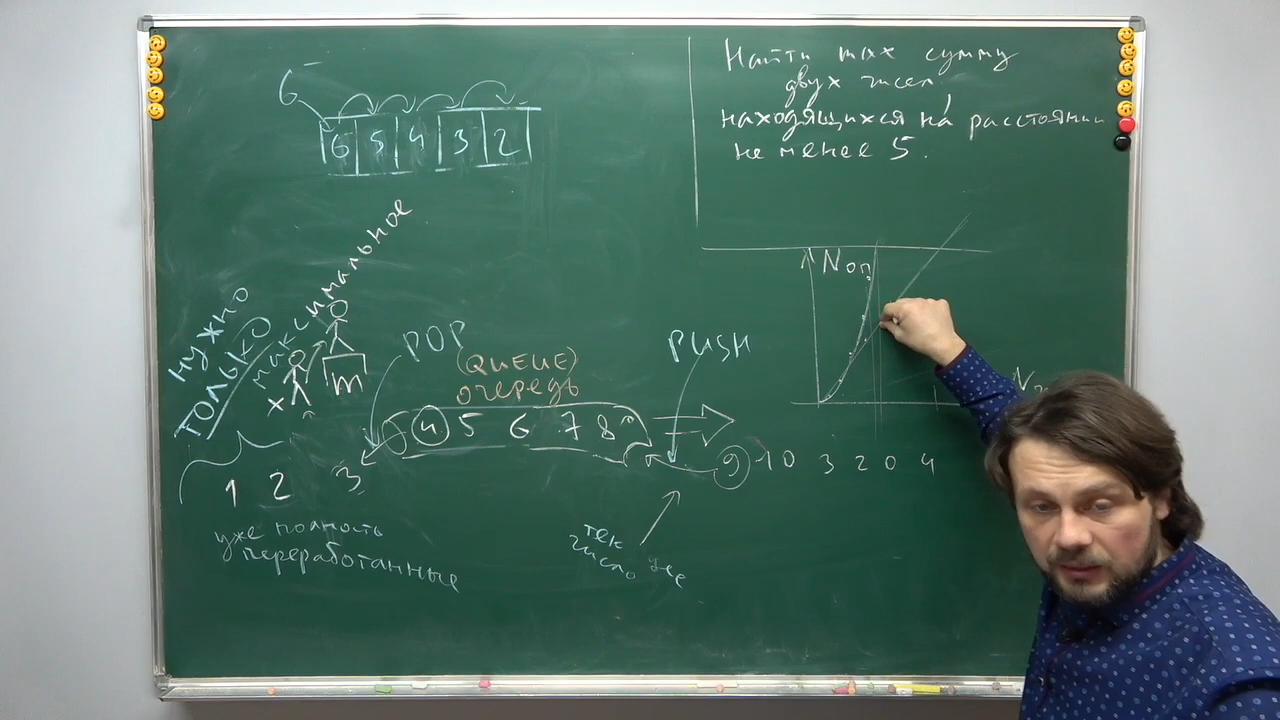 6
6 5 4 3 2
Найти max сумму
двух чисел,
находящихся на расстоянии
не менее 5.
Nоп
нужно
только
максимальное
m
POP
(QUEUE)
очередь
PUSH
4 5 6 7 8
1 2 3
9 10 3 2 0 4
уже полность
переработанные
тек
число